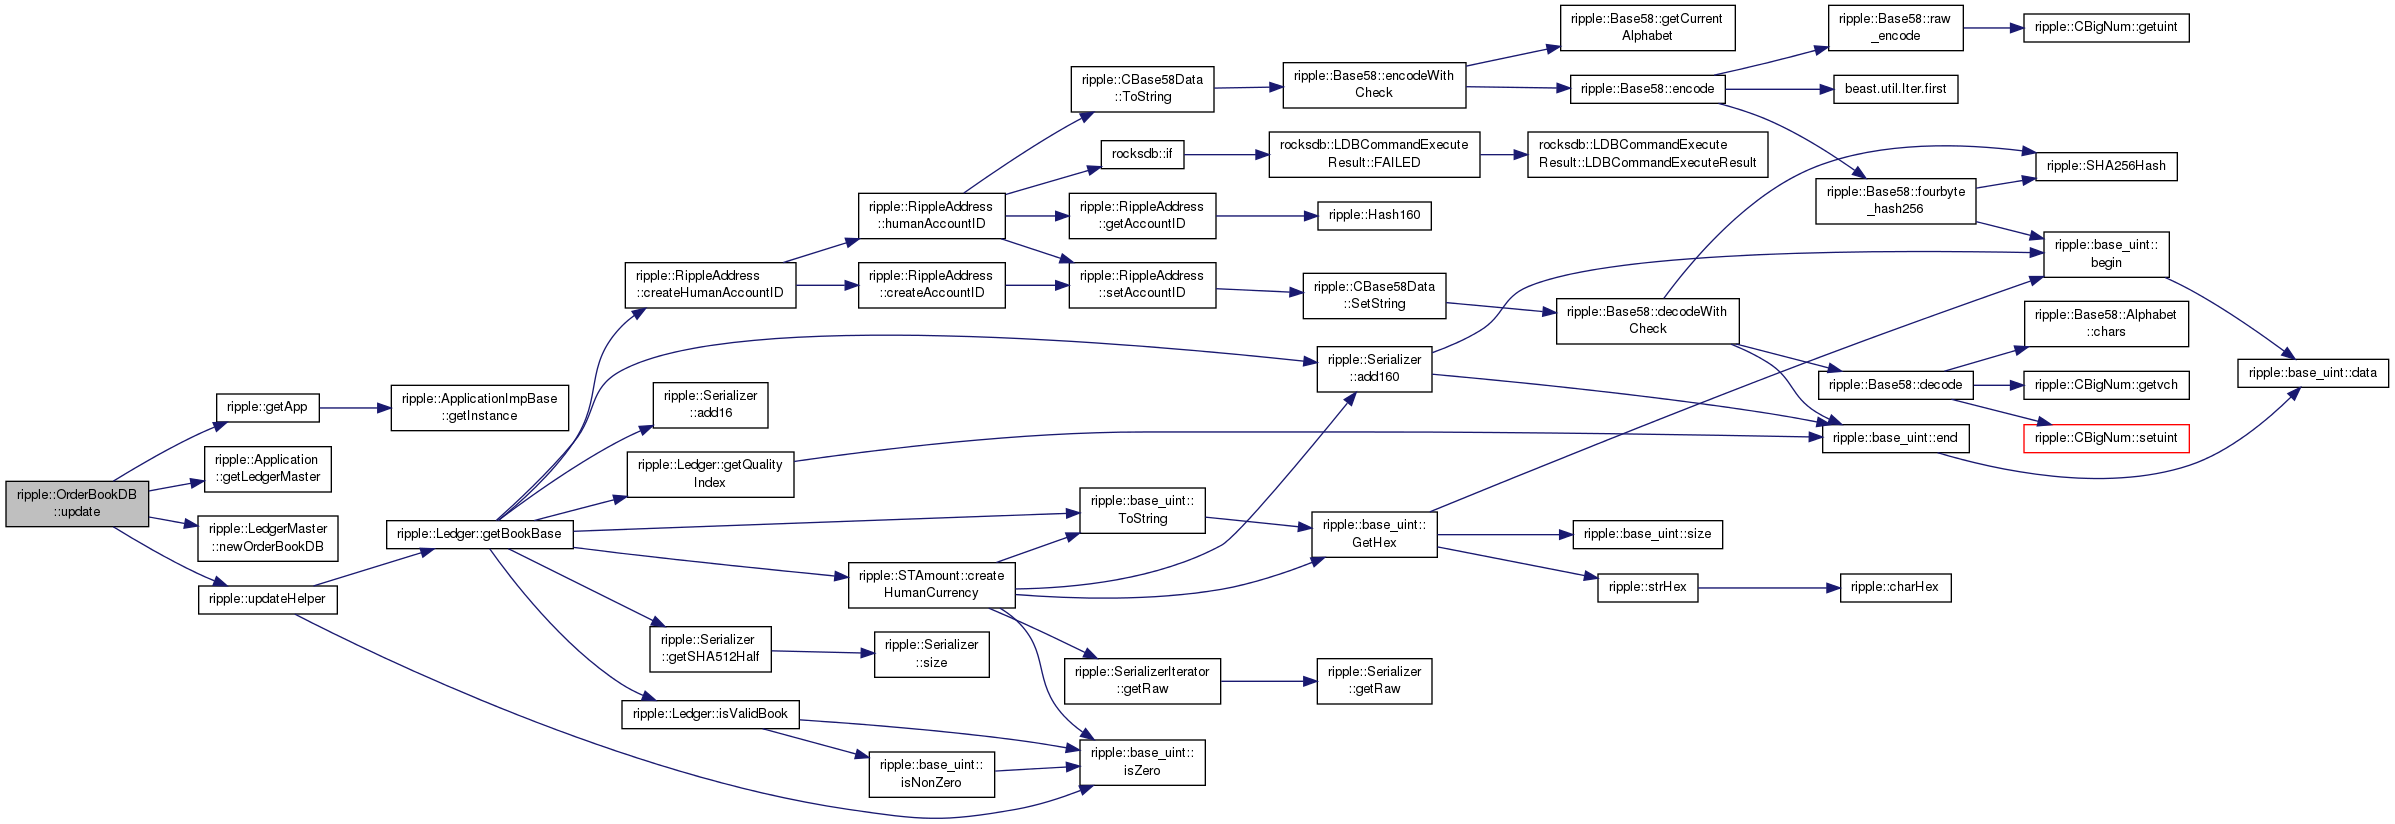 ripple::OrderBookDB
::update
ripple::getApp
ripple::ApplicationImpBase
::getInstance
ripple::Application
::getLedgerMaster
ripple::LedgerMaster
::newOrderBookDB
ripple::updateHelper
ripple::Ledger::getBookBase
ripple::RippleAddress
::createHumanAccountID
ripple::Serializer
::add16
ripple::Ledger::getQuality
Index
ripple::Serializer
::getSHA512Half
ripple::Ledger::isValidBook
ripple::RippleAddress
::humanAccountID
ripple::RippleAddress
::createAccountID
ripple::STAmount::create
HumanCurrency
ripple::Serializer
::size
ripple::base_uint::
isNonZero
ripple::CBase58Data
::ToString
rocksdb::if
ripple::RippleAddress
::getAccountID
ripple::RippleAddress
::setAccountID
ripple::base_uint::
ToString
ripple::SerializerIterator
::getRaw
ripple::base_uint::
isZero
ripple::Base58::encodeWith
Check
rocksdb::LDBCommandExecute
Result::FAILED
ripple::Hash160
ripple::CBase58Data
::SetString
ripple::Serializer
::add160
ripple::base_uint::
GetHex
ripple::Serializer
::getRaw
ripple::Base58::getCurrent
Alphabet
ripple::Base58::encode
rocksdb::LDBCommandExecute
Result::LDBCommandExecuteResult
ripple::Base58::decodeWith
Check
ripple::base_uint::size
ripple::strHex
ripple::Base58::raw
_encode
beast.util.Iter.first
ripple::Base58::fourbyte
_hash256
ripple::Base58::decode
ripple::base_uint::end
ripple::charHex
ripple::CBigNum::getuint
ripple::SHA256Hash
ripple::base_uint::
begin
ripple::Base58::Alphabet
::chars
ripple::CBigNum::getvch
ripple::CBigNum::setuint
ripple::base_uint::data